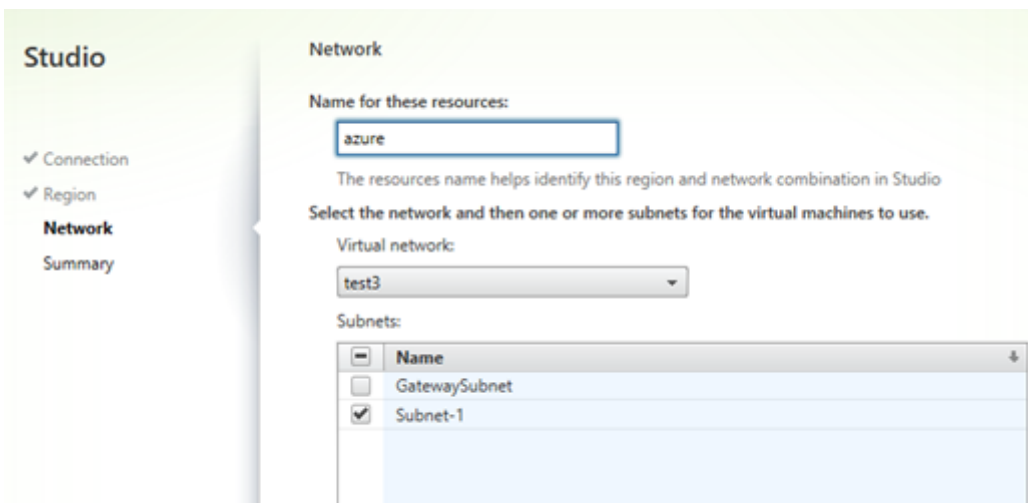 Studio
Connection
Region
Network
Summary
Network
Name for these resources:
azure
The resources name helps identify this region and network combination in Studio
Select the network and then one or more subnets for the virtual machines to use.
Virtual network:
test3
Subnets:
Name
GatewaySubnet
Subnet-1